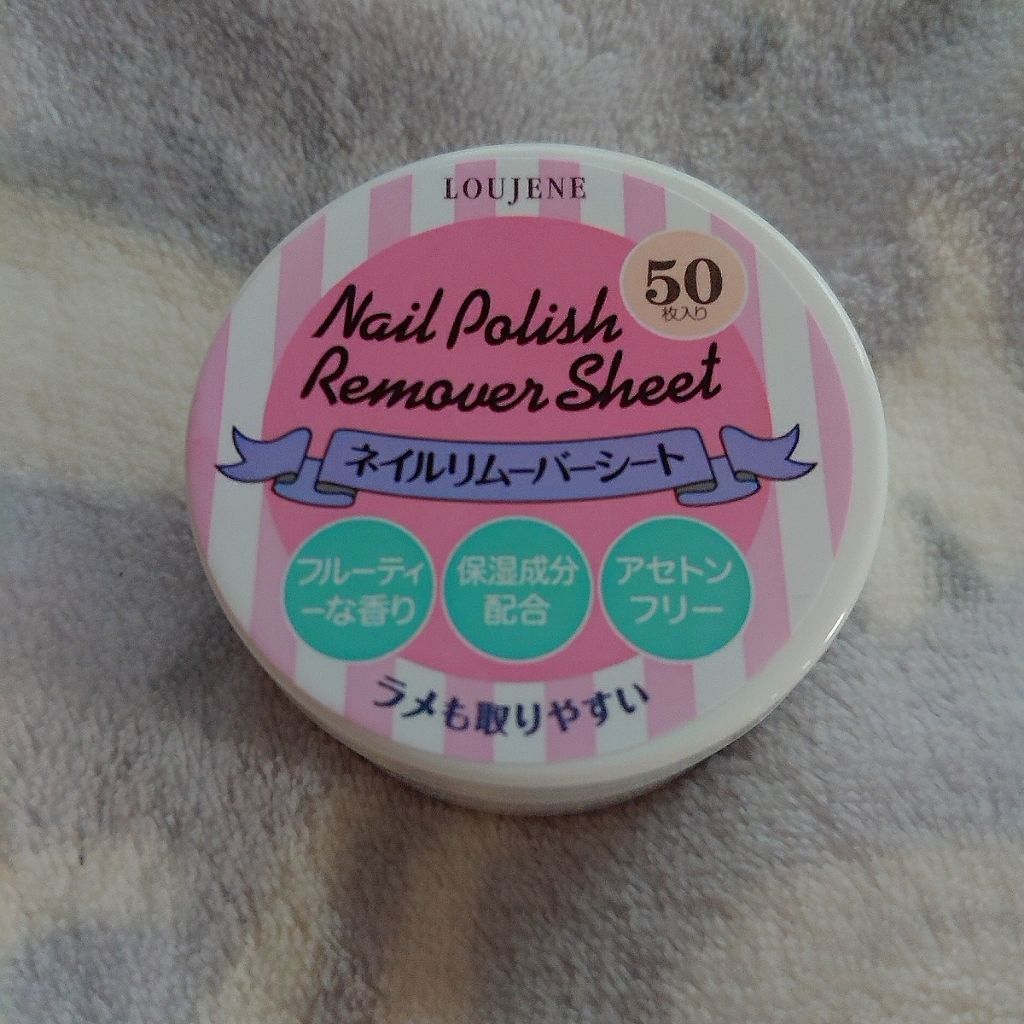 LOUJENE
50
枚入り
Nail Polish
Remover Sheet
ネイルリムーバーシート
フルーティ
ーな香り
保湿成分
配合
アセトン
フリー
ラメも取りやすい